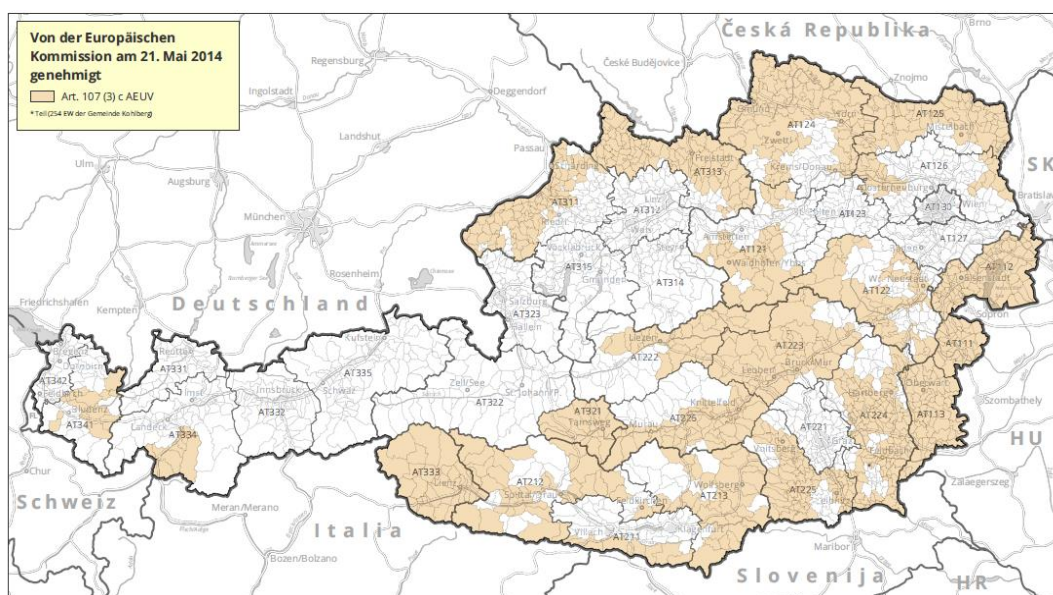 Von der Europäischen
Kommission am 21. Mai 2014
genehmigt
Art. 107 (3) c AEUV
* Teil (254 EW der Gemeinde Kohlberg)
Česká Republika
Brno
Regensburg
České Budějovice
Znojmo
Ingolstadt
Deggendorf
AT124
Zwettl
AT125
Mistelbach
Landshut
Passau
Freistadt
AT313
Krems/Donau
AT126
SK
Ulm
Augsburg
AT311
Linz
AT312
Wels
AT130
Wien
Bratislava
München
AT123
Amstetten
AT121
AT127
Vöcklabruck
Steyr
Waidhofen/Ybbs
AT315
Gmunden
AT314
Wr. Neustadt
AT122
AT112
Eisenstadt
Rosenheim
Friedrichshafen
Kempten
Deutschland
Salzburg
AT323
Hallein
Sopron
Kufstein
Liezen
AT222
AT223
AT111
Bregenz
Dornbirn
Reutte
AT331
AT335
Bruck/Mur
Leoben
AT342
Feldkirch
Innsbruck
Schwaz
Zell/See
St. Johann/P.
Oberwart
Imst
AT332
AT322
Knittelfeld
Szombathely
Bludenz
AT341
Landeck
AT334
AT321
Tamsweg
Murau
AT226
AT221
Graz
AT224
AT113
HU
Chur
AT333
Lienz
AT212
Spittal/Drau
Voitsberg
Feldbach
Wolfsberg
AT213
Feldkirchen
AT225
Leibnitz
Zalaegerszeg
Schweiz
Meran/Merano
Italia
Villach
AT211
Klagenfurt
Bozen/Bolzano
Maribor
Slovenija
HR